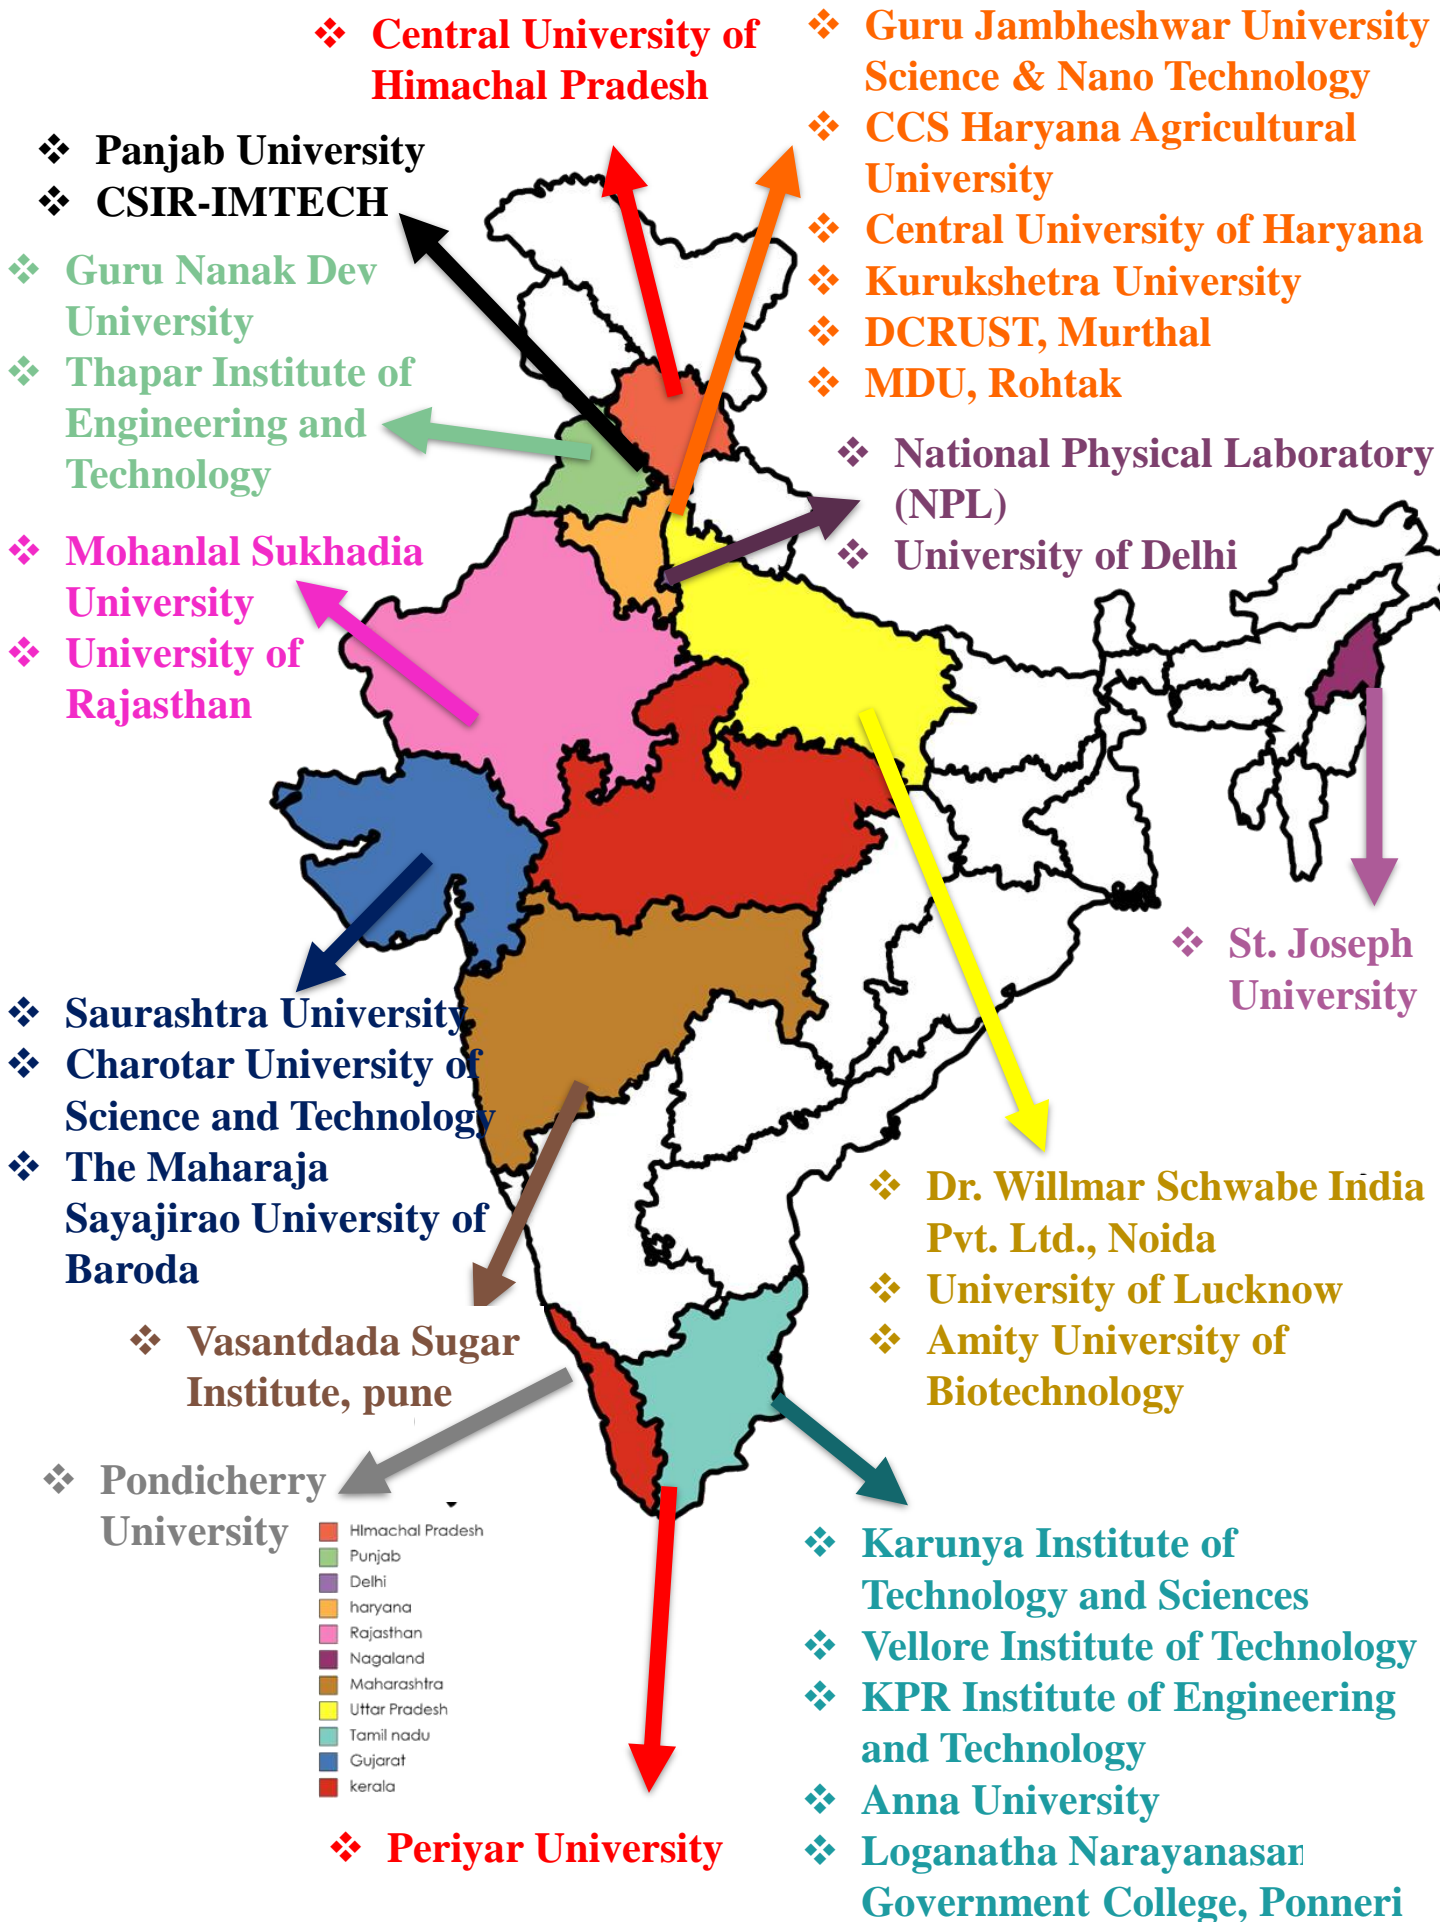 ❖ Central University of
Himachal Pradesh
❖ Guru Jambheshwar University
Science & Nano Technology
❖ CCS Haryana Agricultural
University
❖ Central University of Haryana
❖ Kurukshetra University
❖ DCRUST, Murthal
❖ MDU, Rohtak
❖ Panjab University
❖ CSIR-IMTECH
❖ Guru Nanak Dev
University
❖ Thapar Institute of
Engineering and
Technology
❖ National Physical Laboratory
(NPL)
❖ University of Delhi
❖ Mohanlal Sukhadia
University
❖ University of
Rajasthan
❖ St. Joseph
University
❖ Saurashtra University
❖ Charotar University of
Science and Technology
❖ The Maharaja
Sayajirao University of
Baroda
❖ Dr. Willmar Schwabe India
Pvt. Ltd., Noida
❖ University of Lucknow
❖ Amity University of
Biotechnology
❖ Vasantdada Sugar
Institute, pune
❖ Pondicherry
University
HImachal Pradesh
Punjab
Delhi
haryana
Rajasthan
Nagaland
Maharashtra
Uttar Pradesh
Tamil nadu
Gujarat
kerala
❖ Karunya Institute of
Technology and Sciences
❖ Vellore Institute of Technology
❖ KPR Institute of Engineering
and Technology
❖ Anna University
❖ Loganatha
Government College, Ponneri
❖ Periyar University